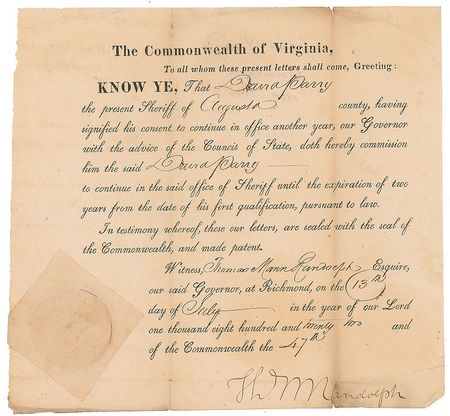 The Commonwealth of Virginia,
To all whom these present letters shall come, Greeting:
KNOW YE, That David Parry
the present Sheriff of Augusta county, having
signified his consent to continue in office another year, our Governor
with the advice of the Councis of State, doth hereby commission
him the said David Parry
to continue in the said office of Sheriff until the expiration of two
years from the date of his first qualification, pursuant to law.
In testimony whereof, these our letters, are sealed with the seal of
the Commonwealth, and made patent.
Witness, Thomas Mann Randolph Esquire,
our said Governor, at Richmond, on the (13th)
day of July in the year of our Lord
one thousand eight hundred and twenty two and
of the Commonwealth the 47th
Th M Randolph